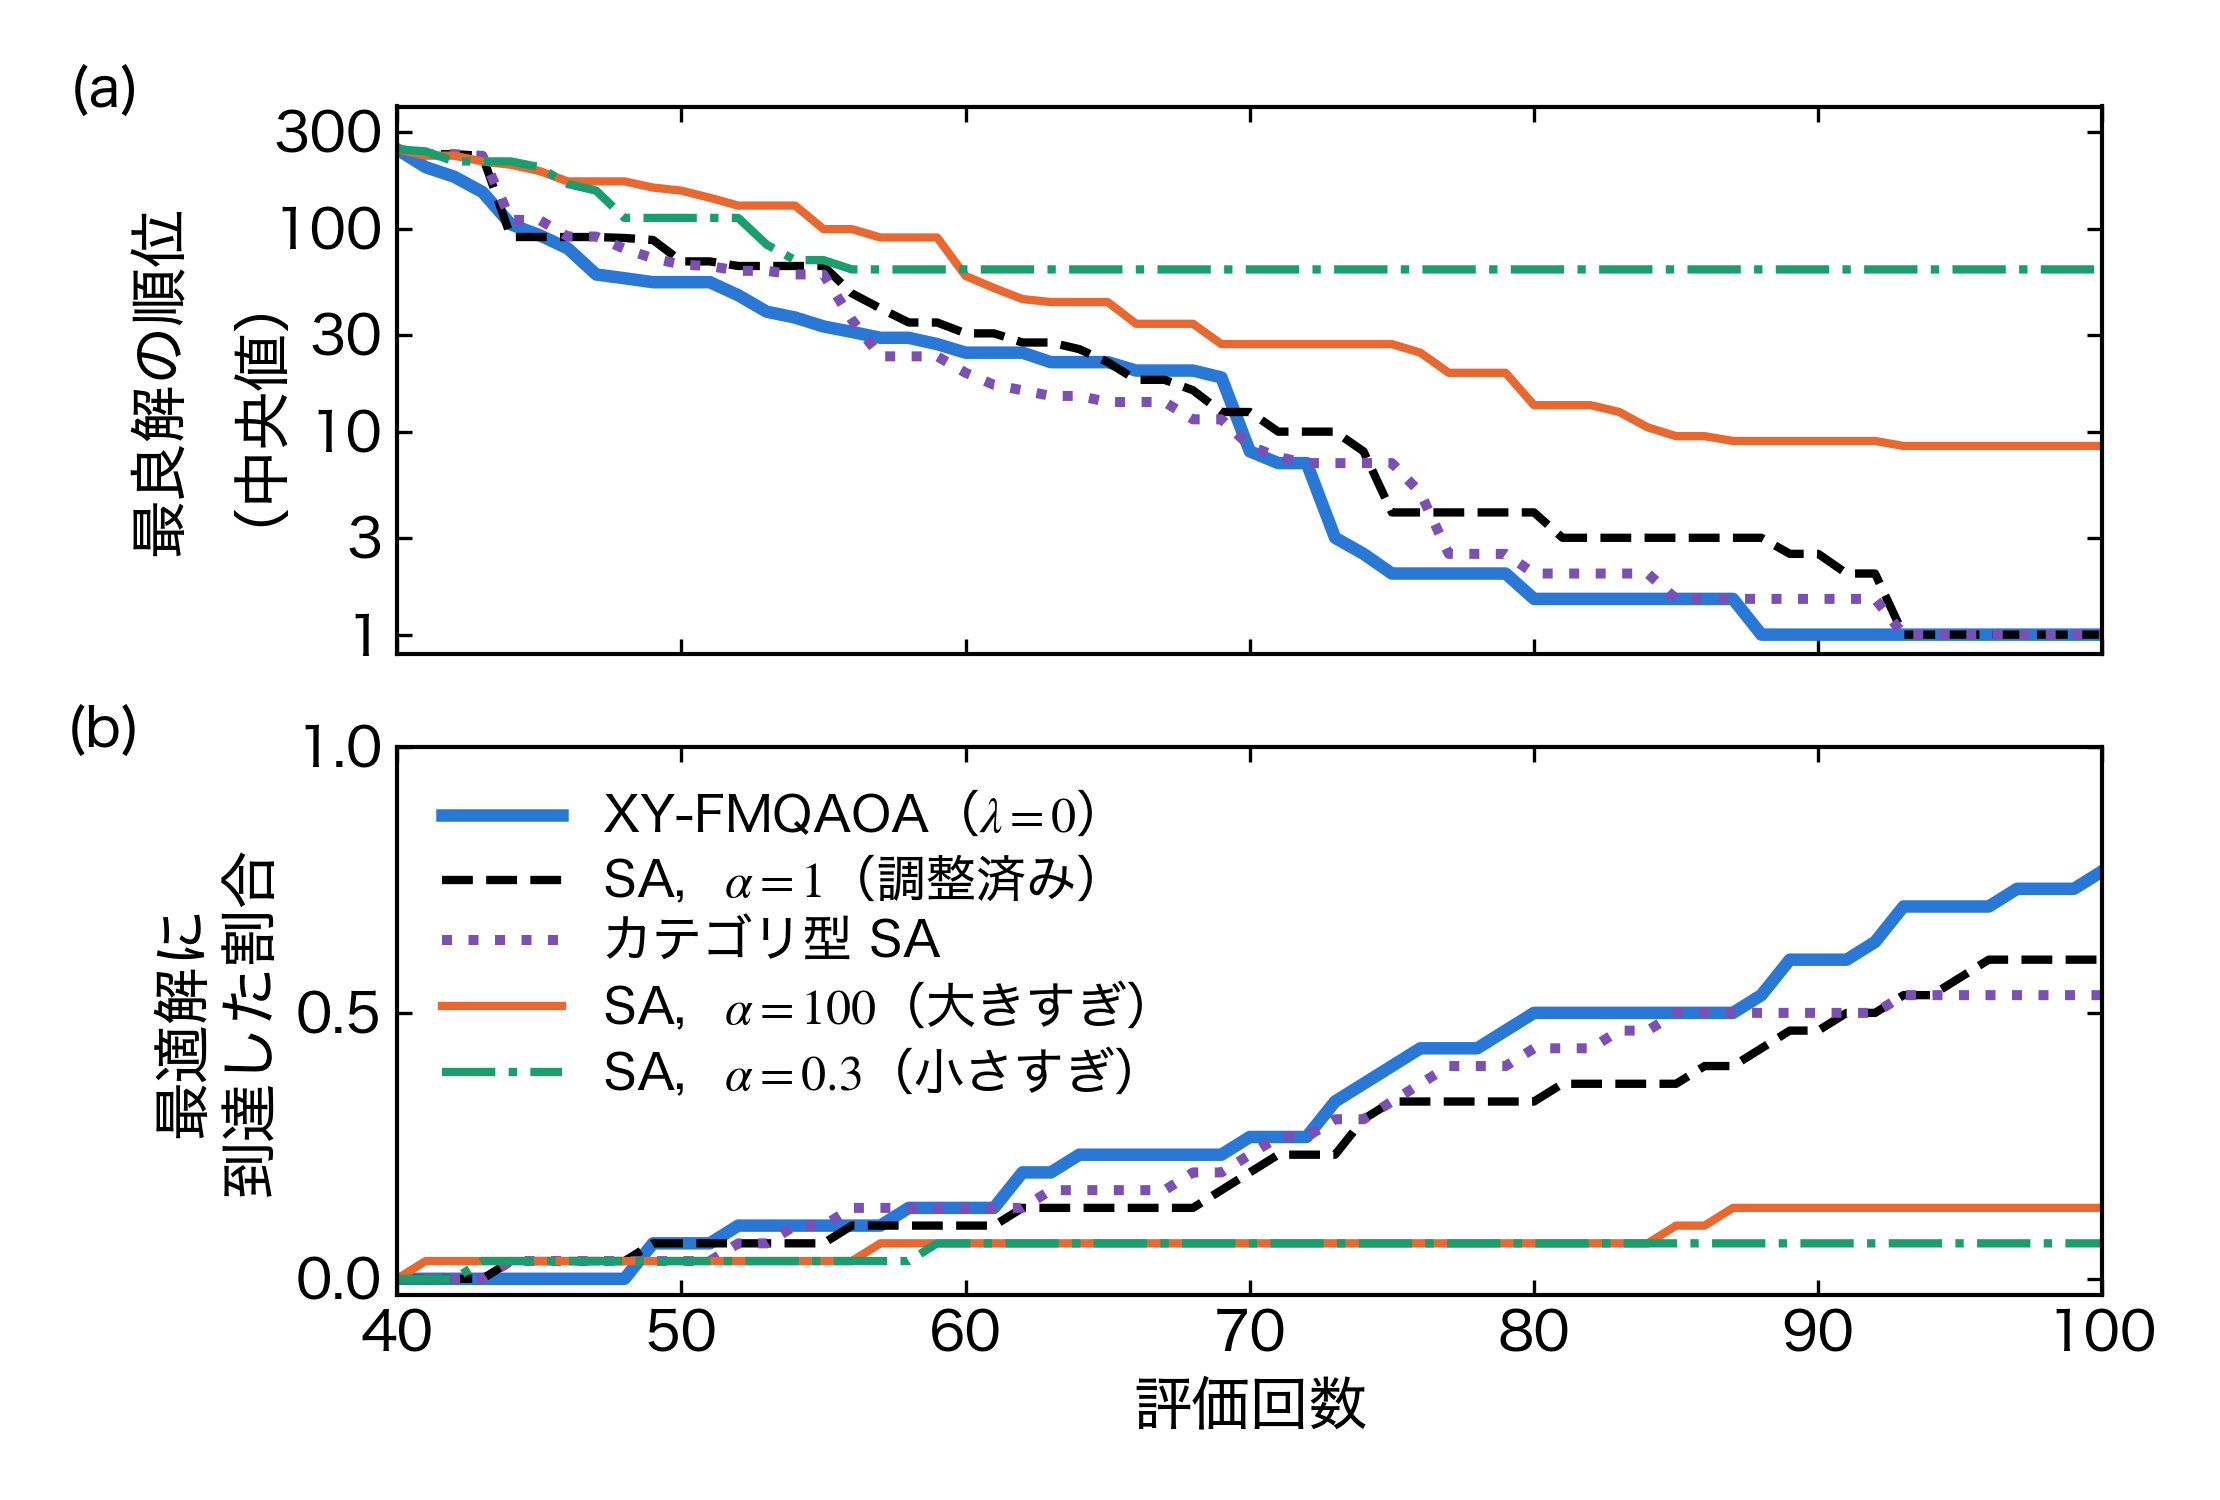 (a)
300
100
30
10
3
1
最良解の順位
(中央値)
(b)
1.0
0.5
0.0
最適解に
到達した割合
XY-FMQAOA（λ=0）
SA, α=1（調整済み）
カテゴリ型 SA
SA, α=100（大きすぎ）
SA, α=0.3（小さすぎ）
40 50 60 70 80 90 100
評価回数